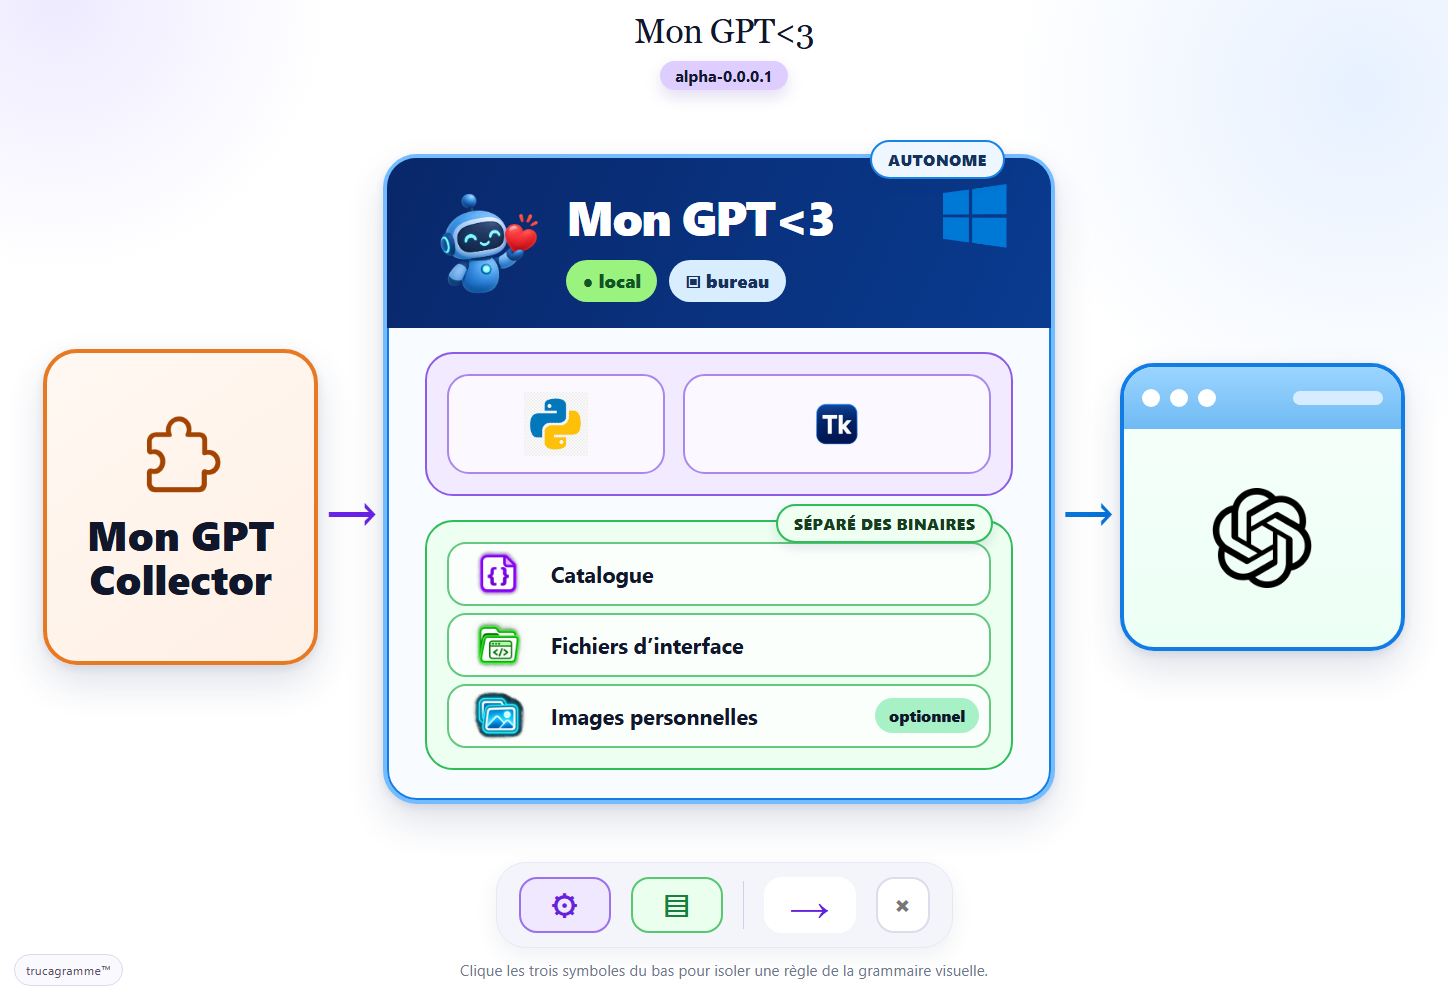 Mon GPT<3
alpha-0.0.0.1
AUTONOME
Mon GPT<3
local
bureau
Mon GPT
Collector
Tk
SÉPARÉ DES BINAIRES
{ } Catalogue
</> Fichiers d’interface
Images personnelles
optionnel
trucagramme™
Clique les trois symboles du bas pour isoler une règle de la grammaire visuelle.